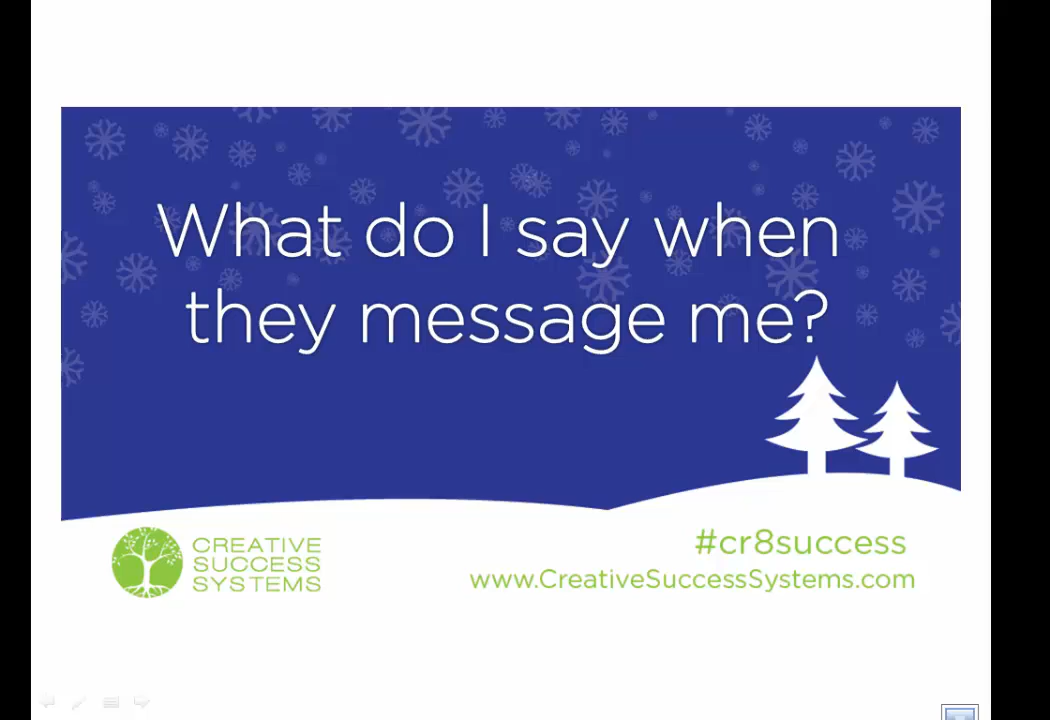 What do I say when
they message me?
CREATIVE
SUCCESS
SYSTEMS
#cr8success
www.CreativeSuccessSystems.com